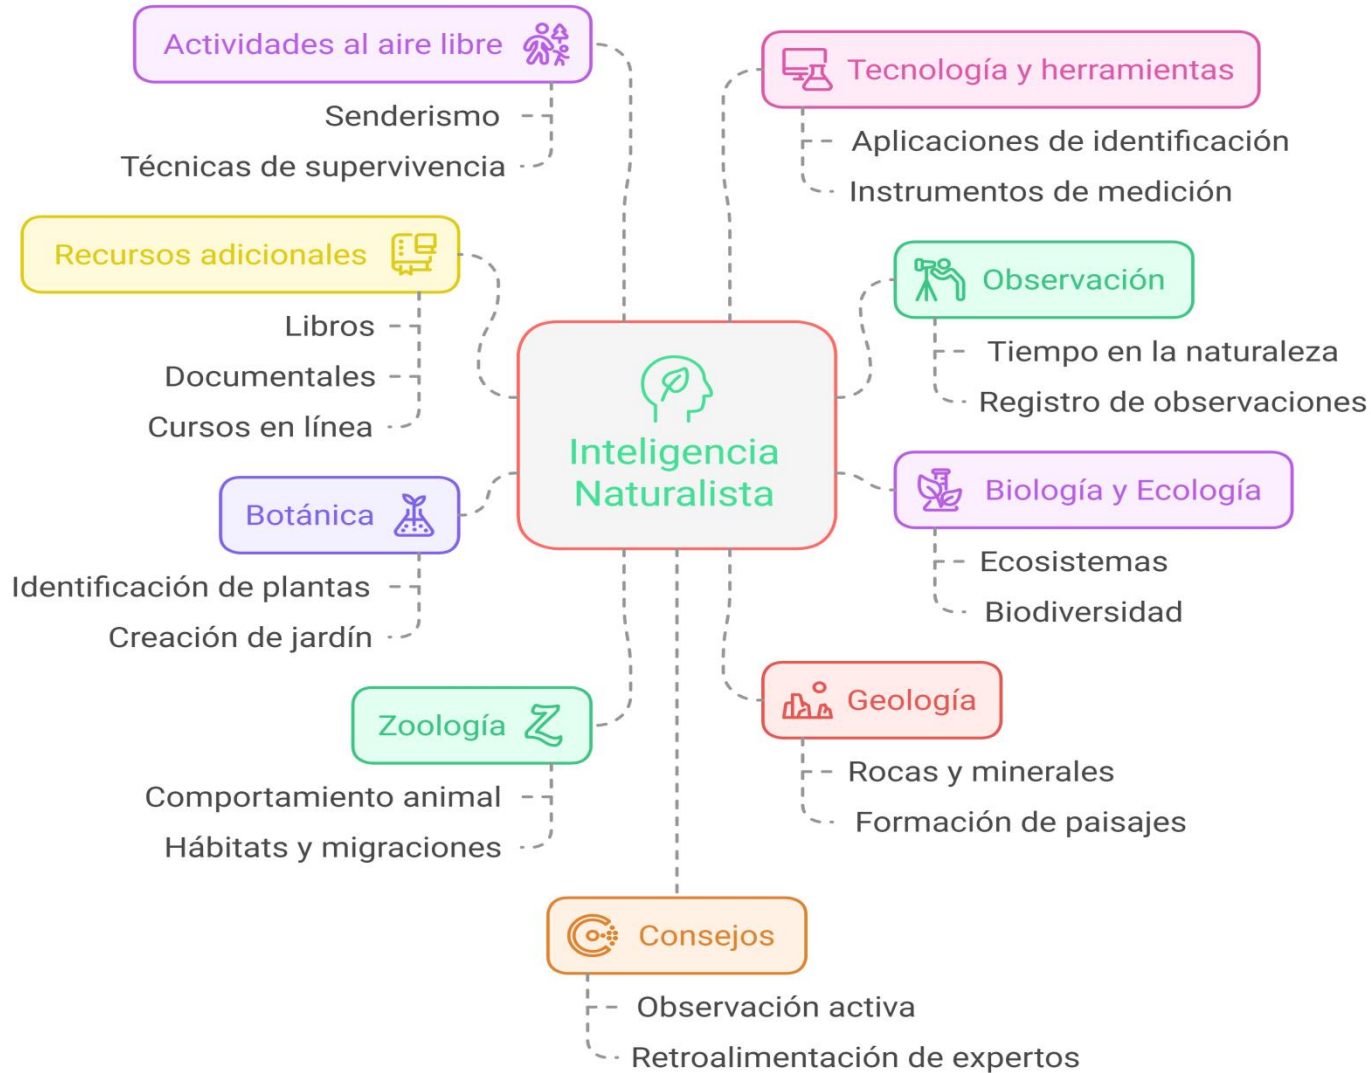 Actividades al aire libre
Senderismo
Técnicas de supervivencia
Tecnología y herramientas
Aplicaciones de identificación
Instrumentos de medición
Recursos adicionales
Libros
Documentales
Cursos en línea
Observación
Tiempo en la naturaleza
Registro de observaciones
Inteligencia
Naturalista
Botánica
Identificación de plantas
Creación de jardín
Biología y Ecología
Ecosistemas
Biodiversidad
Zoología
Comportamiento animal
Hábitats y migraciones
Geología
Rocas y minerales
Formación de paisajes
Consejos
Observación activa
Retroalimentación de expertos